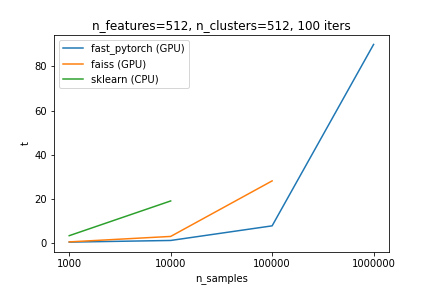 n_features=512, n_clusters=512, 100 iters
fast_pytorch (GPU)
faiss (GPU)
sklearn (CPU)
80
60
40
20
0
t
1000 10000 100000 1000000
n_samples